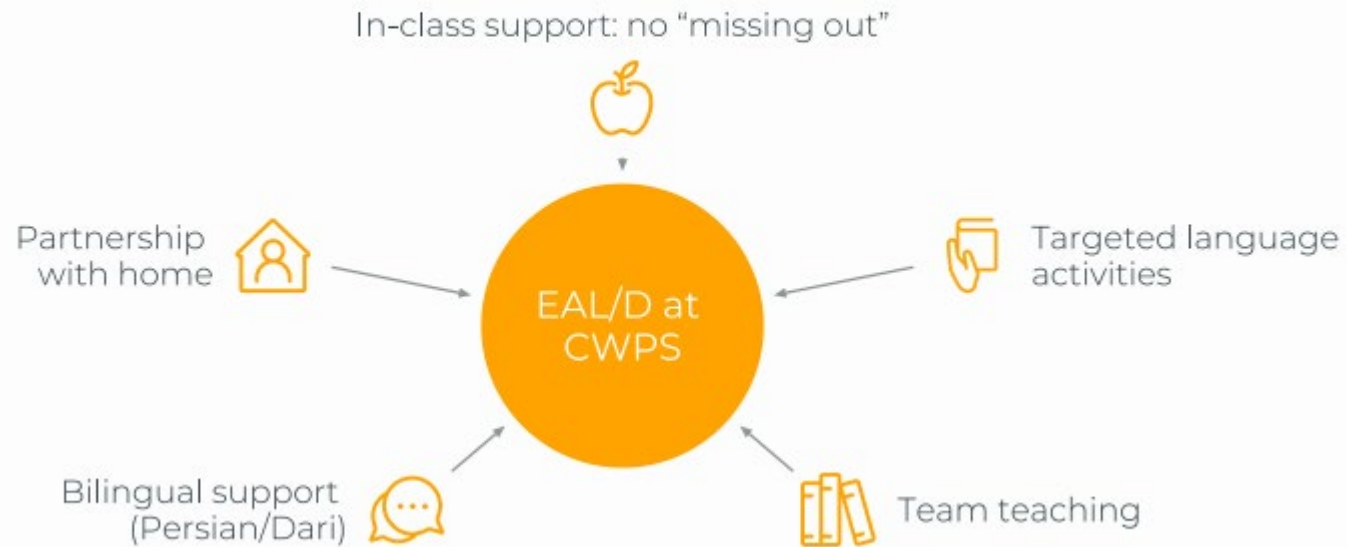 In-class support: no “missing out”
Partnership
with home
Targeted language
activities
EAL/D at
CWPS
Bilingual support
(Persian/Dari)
Team teaching